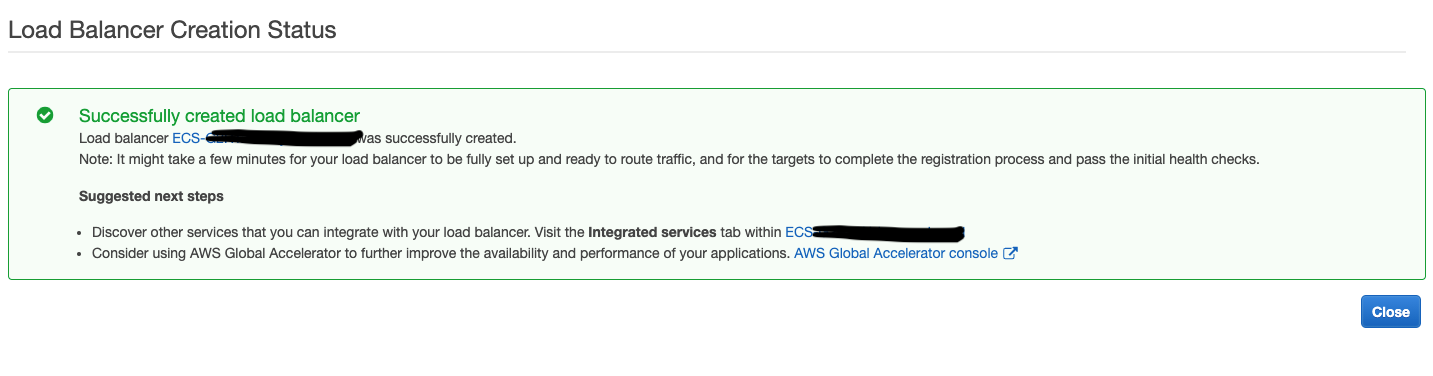 Load Balancer Creation Status
Successfully created load balancer
Load balancer ECS- was successfully created.
Note: It might take a few minutes for your load balancer to be fully set up and ready to route traffic, and for the targets to complete the registration process and pass the initial health checks.
Suggested next steps
• Discover other services that you can integrate with your load balancer. Visit the Integrated services tab within ECS
• Consider using AWS Global Accelerator to further improve the availability and performance of your applications. AWS Global Accelerator console
Close